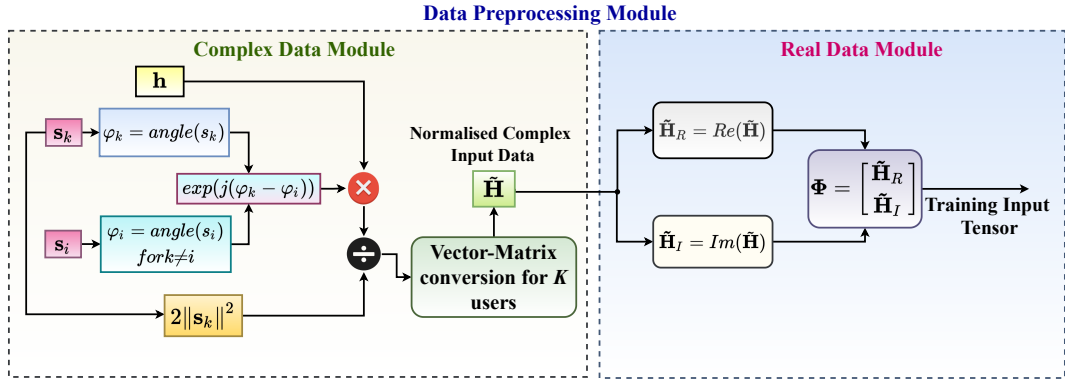 Data Preprocessing Module
Complex Data Module
Real Data Module
h
s_k
φ_k = angle(s_k)
exp(j(φ_k − φ_i))
×
s_i
φ_i = angle(s_i)
fork≠i
÷
2‖s_k‖^2
Normalised Complex
Input Data
H̃
Vector-Matrix
conversion for K
users
H̃_R = Re(H̃)
H̃_I = Im(H̃)
Φ = [H̃_R
H̃_I]
Training Input
Tensor